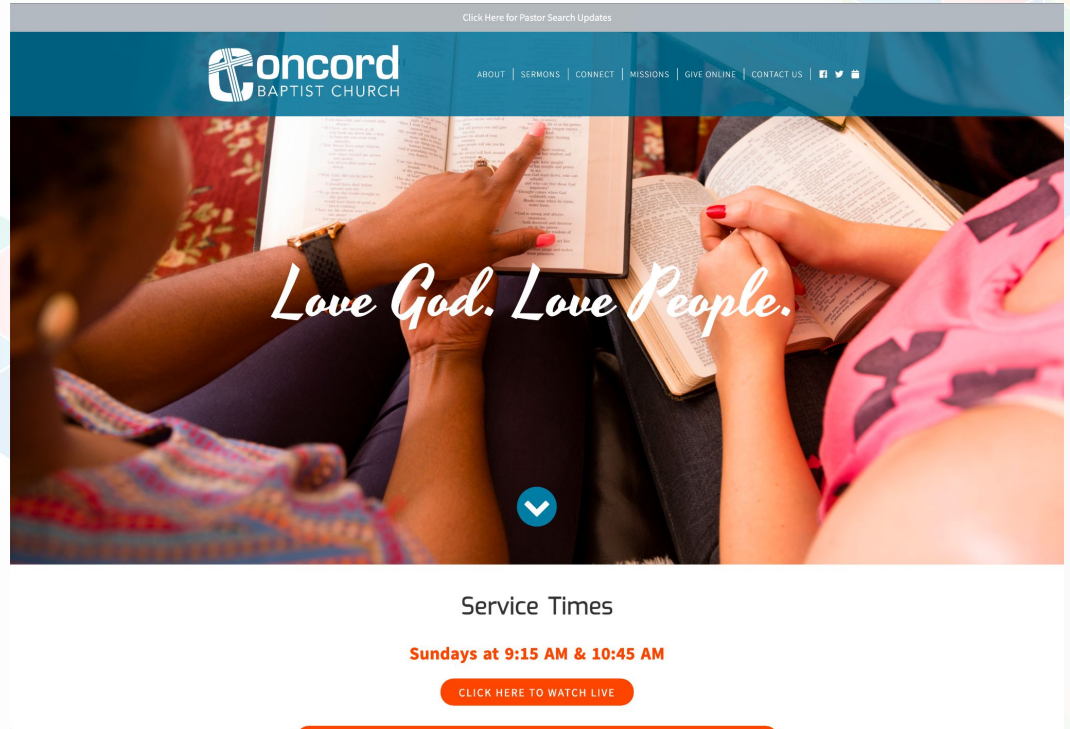 Click Here for Pastor Search Updates
Concord
BAPTIST CHURCH
ABOUT | SERMONS | CONNECT | MISSIONS | GIVE ONLINE | CONTACT US |
Love God. Love People.
Service Times
Sundays at 9:15 AM & 10:45 AM
CLICK HERE TO WATCH LIVE